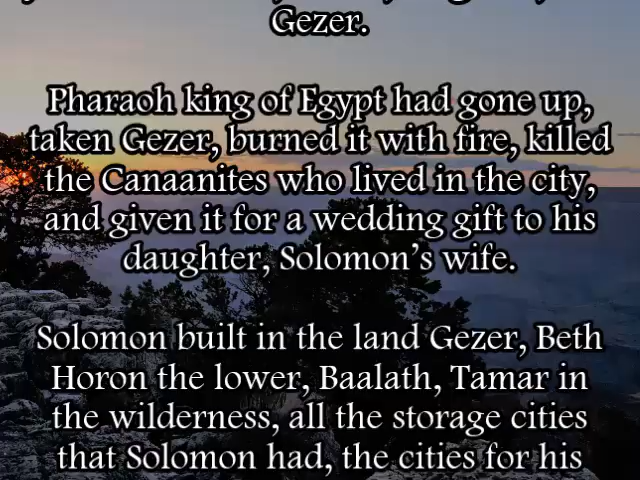 Gezer.
Pharaoh king of Egypt had gone up,
taken Gezer, burned it with fire, killed
the Canaanites who lived in the city,
and given it for a wedding gift to his
daughter, Solomon’s wife.
Solomon built in the land Gezer, Beth
Horon the lower, Baalath, Tamar in
the wilderness, all the storage cities
that Solomon had, the cities for his